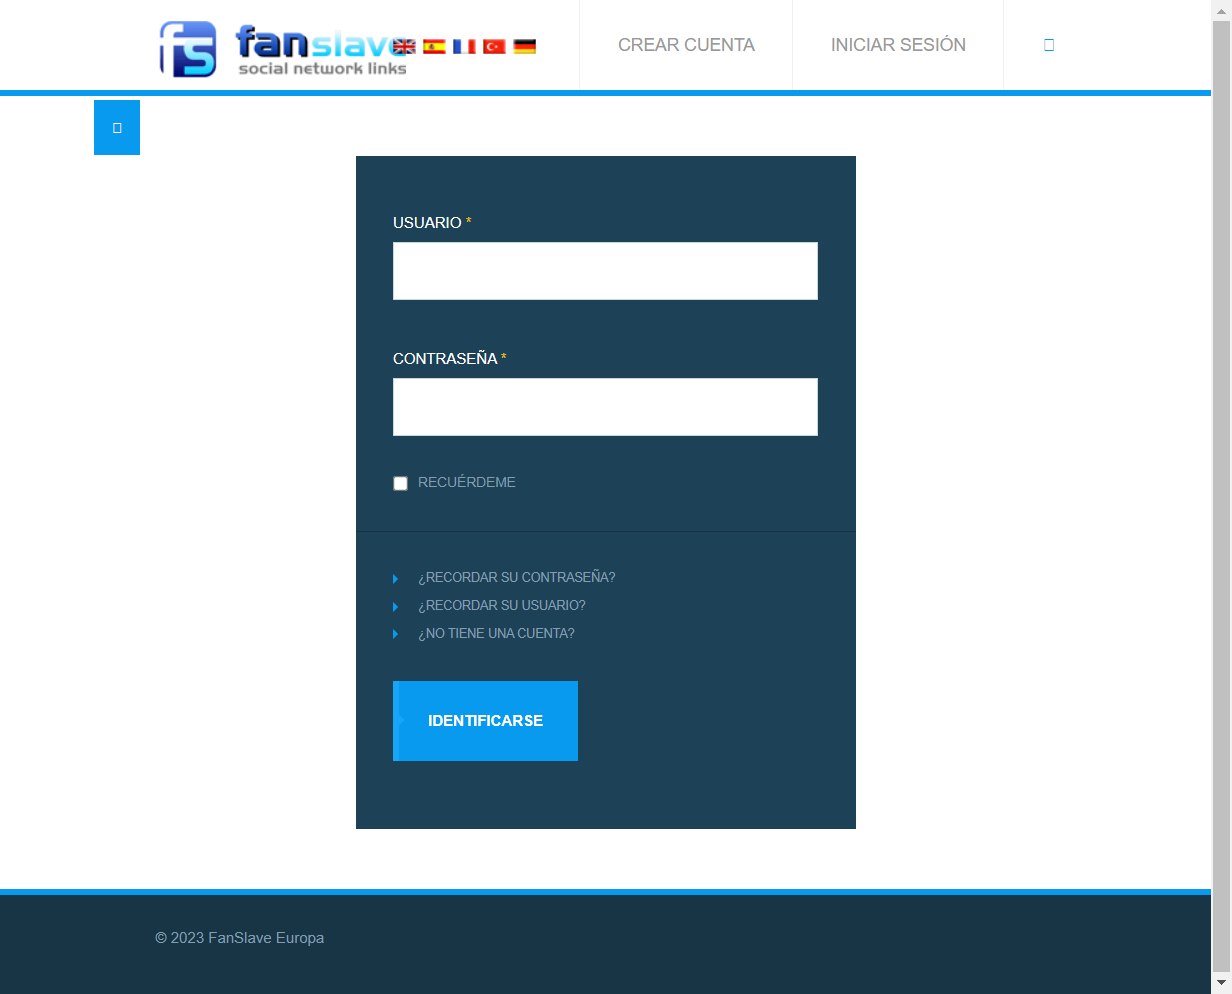 fs fanslave
social network links
CREAR CUENTA
INICIAR SESIÓN
USUARIO *
CONTRASEÑA *
RECUÉRDEME
¿RECORDAR SU CONTRASEÑA?
¿RECORDAR SU USUARIO?
¿NO TIENE UNA CUENTA?
IDENTIFICARSE
© 2023 FanSlave Europa